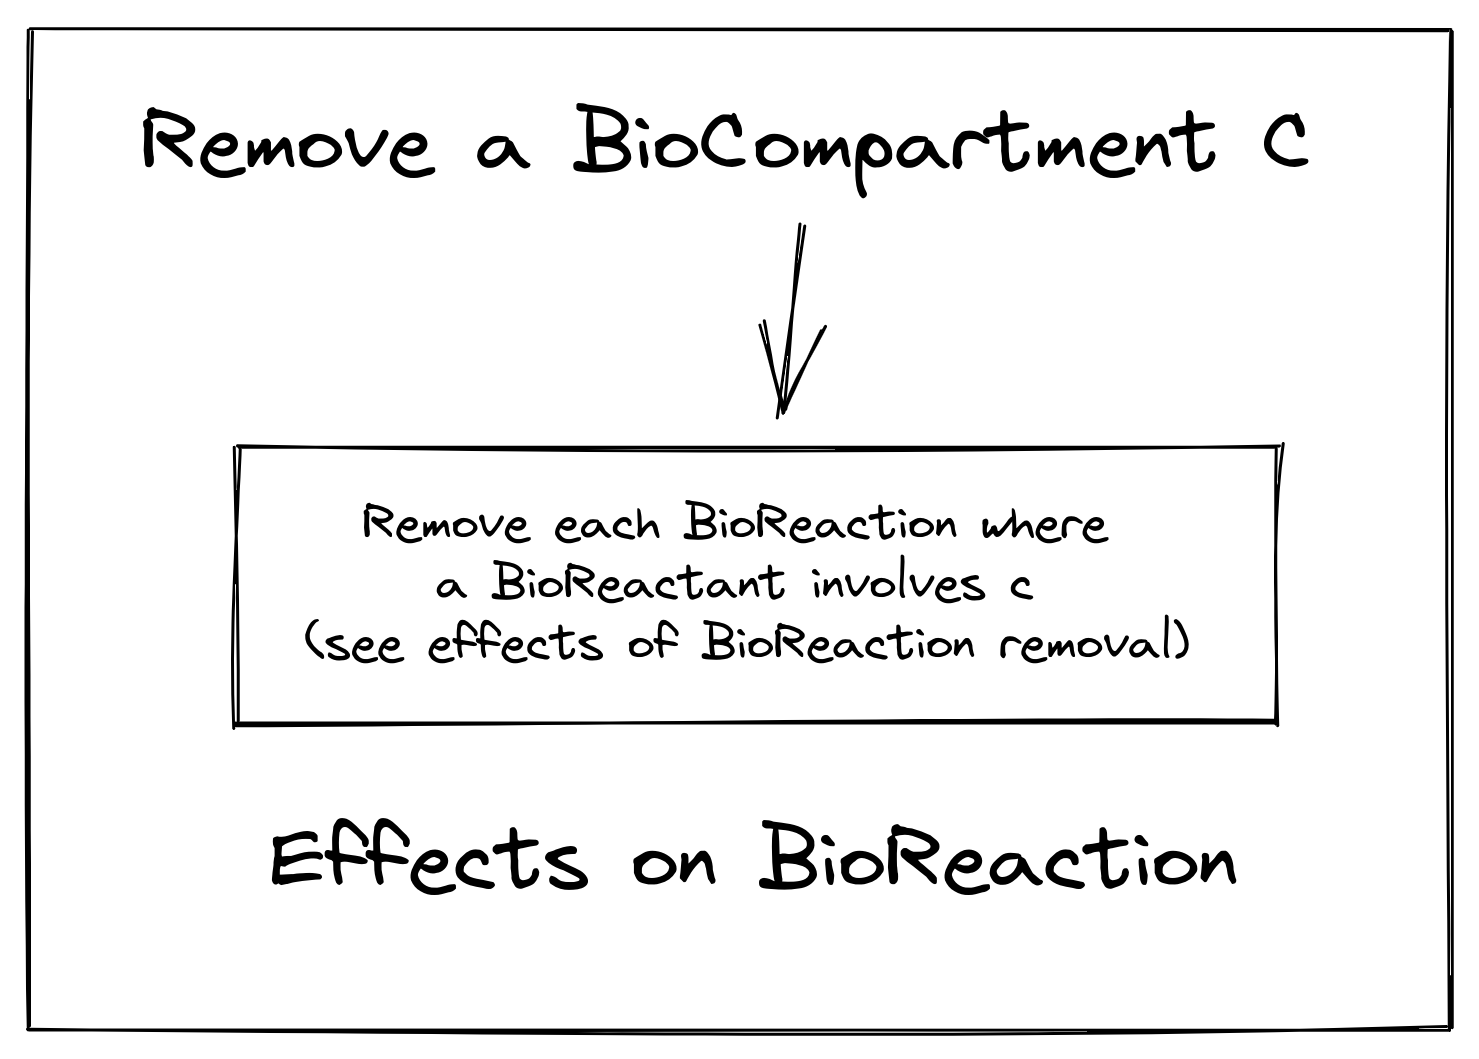 Remove a BioCompartment C
Remove each BioReaction where
a BioReactant involves c
(see effects of BioReaction removal)
Effects on BioReaction